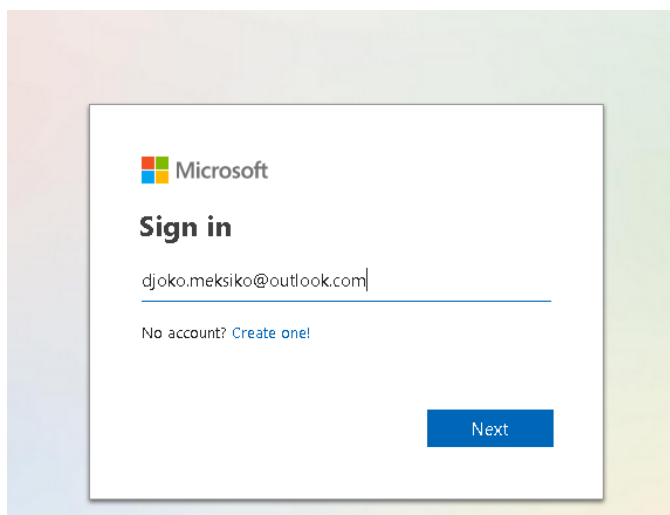 Microsoft
Sign in
djoko.meksiko@outlook.com
No account? Create one!
Next